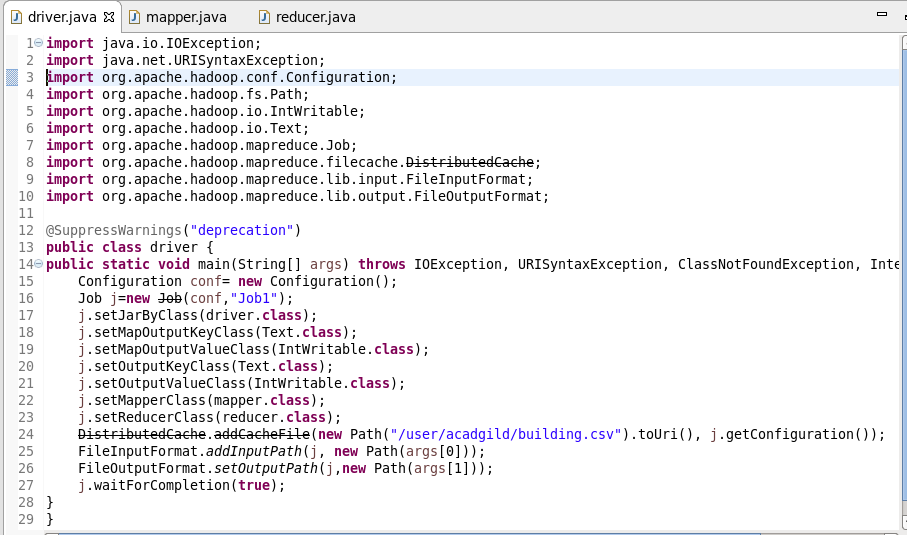 driver.java mapper.java reducer.java
1 import java.io.IOException;
2 import java.net.URISyntaxException;
3 import org.apache.hadoop.conf.Configuration;
4 import org.apache.hadoop.fs.Path;
5 import org.apache.hadoop.io.IntWritable;
6 import org.apache.hadoop.io.Text;
7 import org.apache.hadoop.mapreduce.Job;
8 import org.apache.hadoop.mapreduce.filecache.DistributedCache;
9 import org.apache.hadoop.mapreduce.lib.input.FileInputFormat;
10 import org.apache.hadoop.mapreduce.lib.output.FileOutputFormat;
11
12 @SuppressWarnings("deprecation")
13 public class driver {
14 public static void main(String[] args) throws IOException, URISyntaxException, ClassNotFoundException, Inte
15     Configuration conf= new Configuration();
16     Job j=new Job(conf,"Job1");
17     j.setJarByClass(driver.class);
18     j.setMapOutputKeyClass(Text.class);
19     j.setMapOutputValueClass(IntWritable.class);
20     j.setOutputKeyClass(Text.class);
21     j.setOutputValueClass(IntWritable.class);
22     j.setMapperClass(mapper.class);
23     j.setReducerClass(reducer.class);
24     DistributedCache.addCacheFile(new Path("/user/acadgild/building.csv").toUri(), j.getConfiguration());
25     FileInputFormat.addInputPath(j, new Path(args[0]));
26     FileOutputFormat.setOutputPath(j,new Path(args[1]));
27     j.waitForCompletion(true);
28 }
29 }